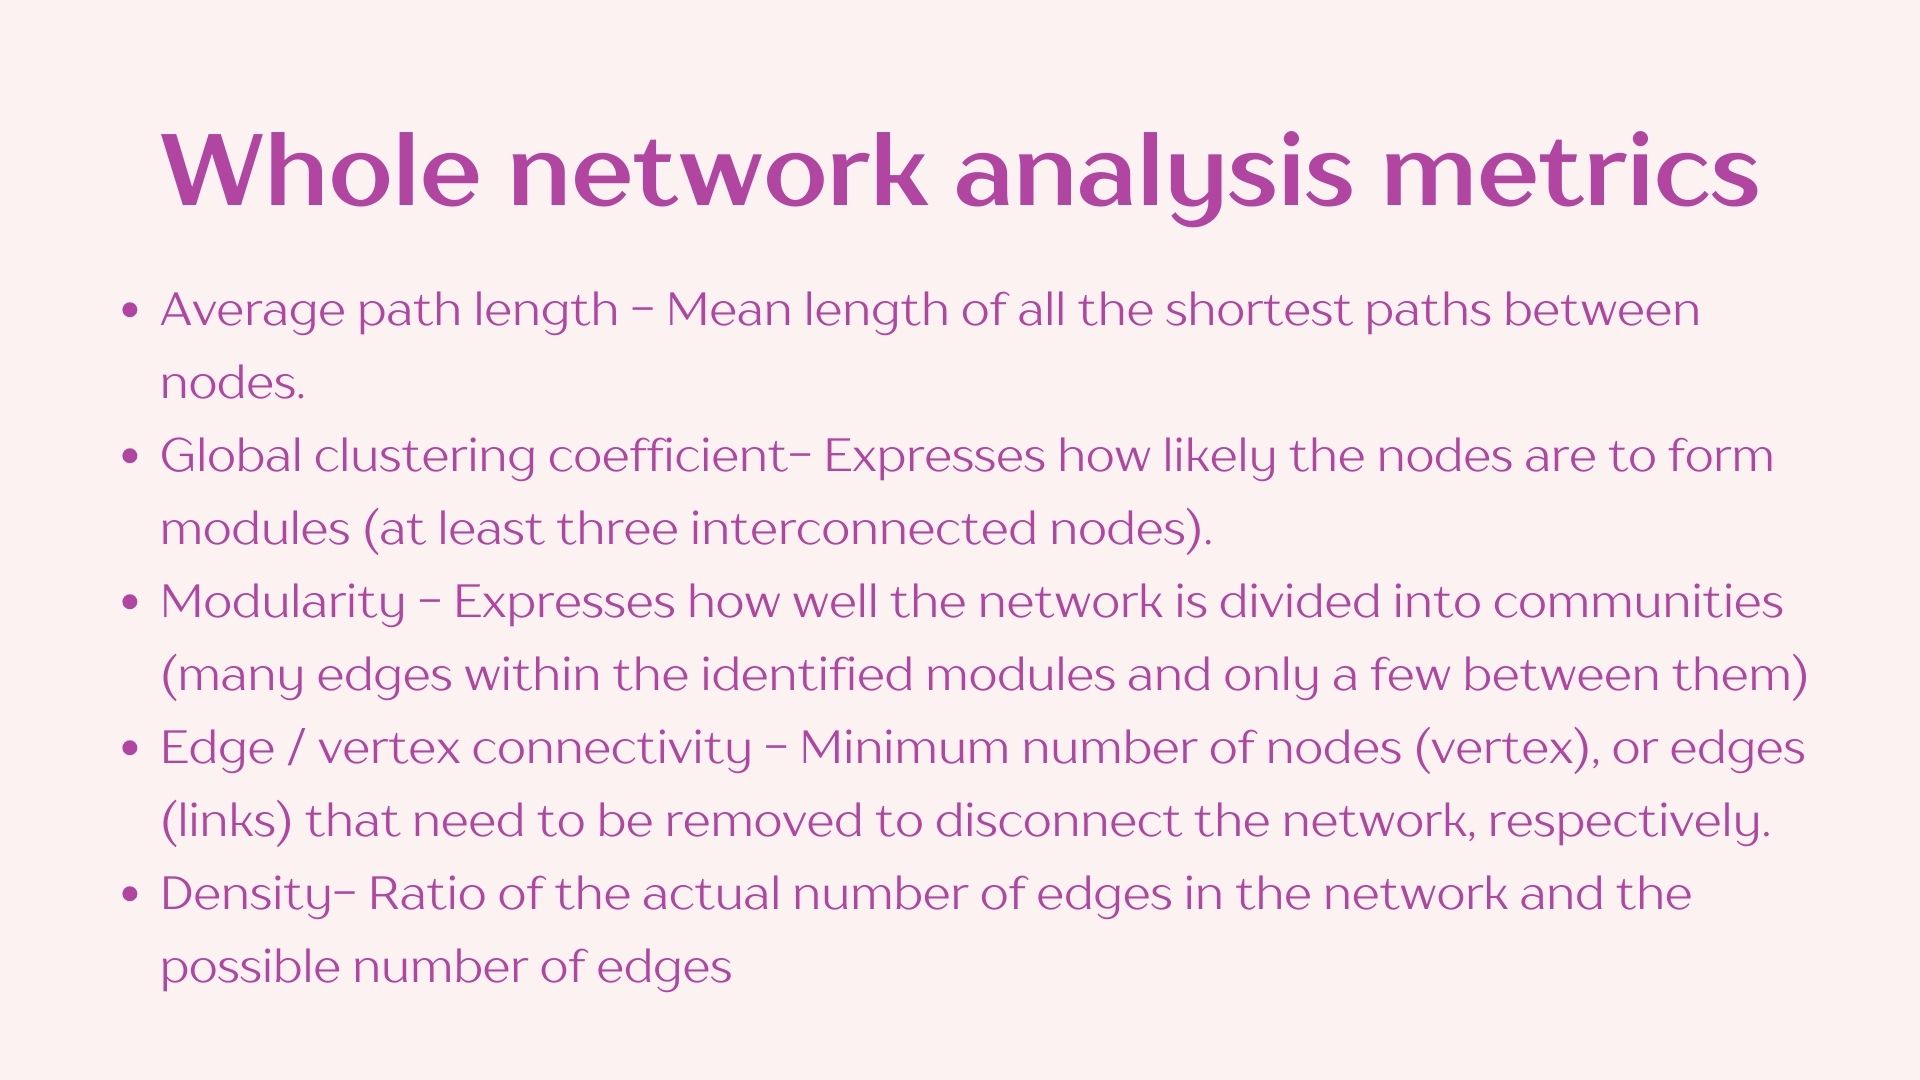 Whole network analysis metrics
• Average path length - Mean length of all the shortest paths between
nodes.
• Global clustering coefficient- Expresses how likely the nodes are to form
modules (at least three interconnected nodes).
• Modularity - Expresses how well the network is divided into communities
(many edges within the identified modules and only a few between them)
• Edge / vertex connectivity - Minimum number of nodes (vertex), or edges
(links) that need to be removed to disconnect the network, respectively.
• Density- Ratio of the actual number of edges in the network and the
possible number of edges